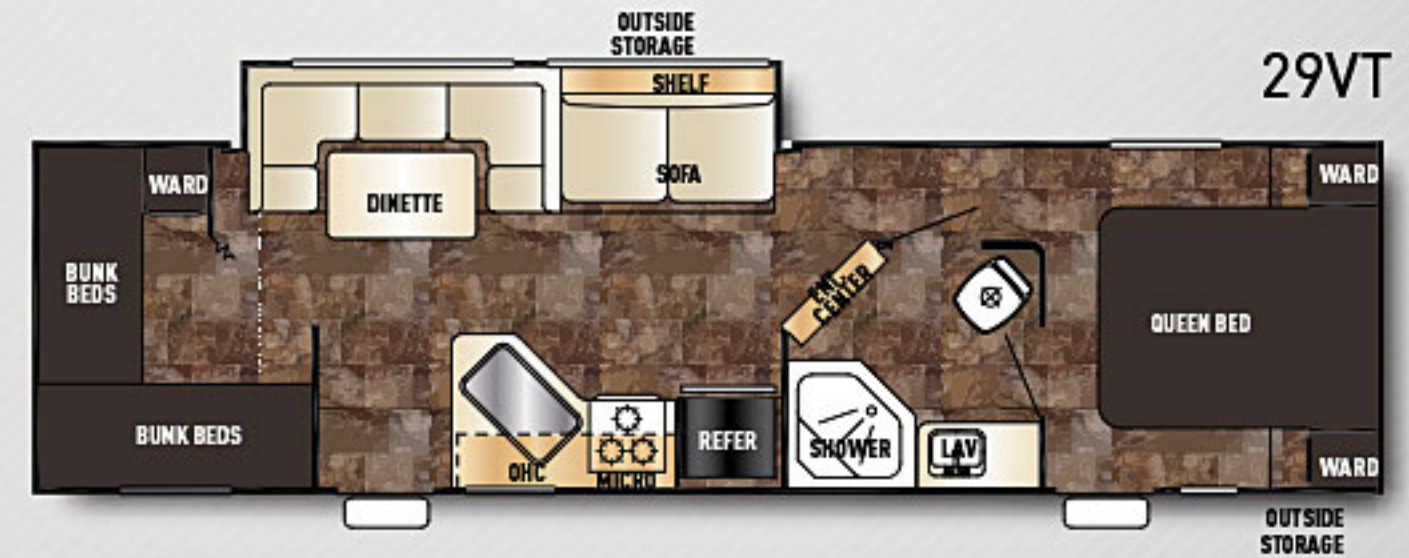 OUTSIDE
STORAGE
29VT
SHELF
WARD
SOFA
WARD
DINETTE
BUNK
BEDS
ENT.
CENTER
QUEEN BED
BUNK BEDS
REFER
SHOWER
LAV
OHC
MICRO
WARD
OUTSIDE
STORAGE